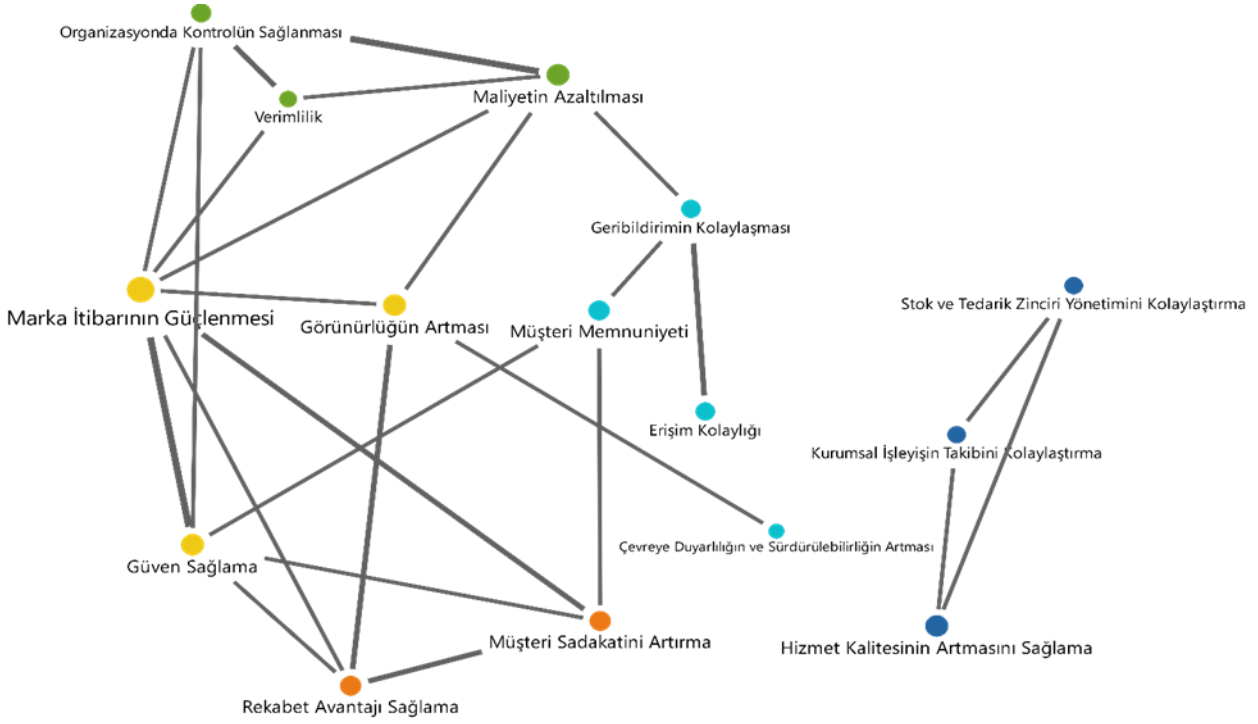 Organizasyonda Kontrolün Sağlanması
Maliyetin Azaltılması
Verimlilik
Geribildirimin Kolaylaşması
Stok ve Tedarik Zinciri Yönetimini Kolaylaştırma
Marka İtibarının Güçlenmesi
Görünürlüğün Artması
Müşteri Memnuniyeti
Erişim Kolaylığı
Kurumsal İşleyişin Takibini Kolaylaştırma
Çevreye Duyarlılığın ve Sürdürülebilirliğin Artması
Güven Sağlama
Müşteri Sadakatini Artırma
Hizmet Kalitesinin Artmasını Sağlama
Rekabet Avantajı Sağlama